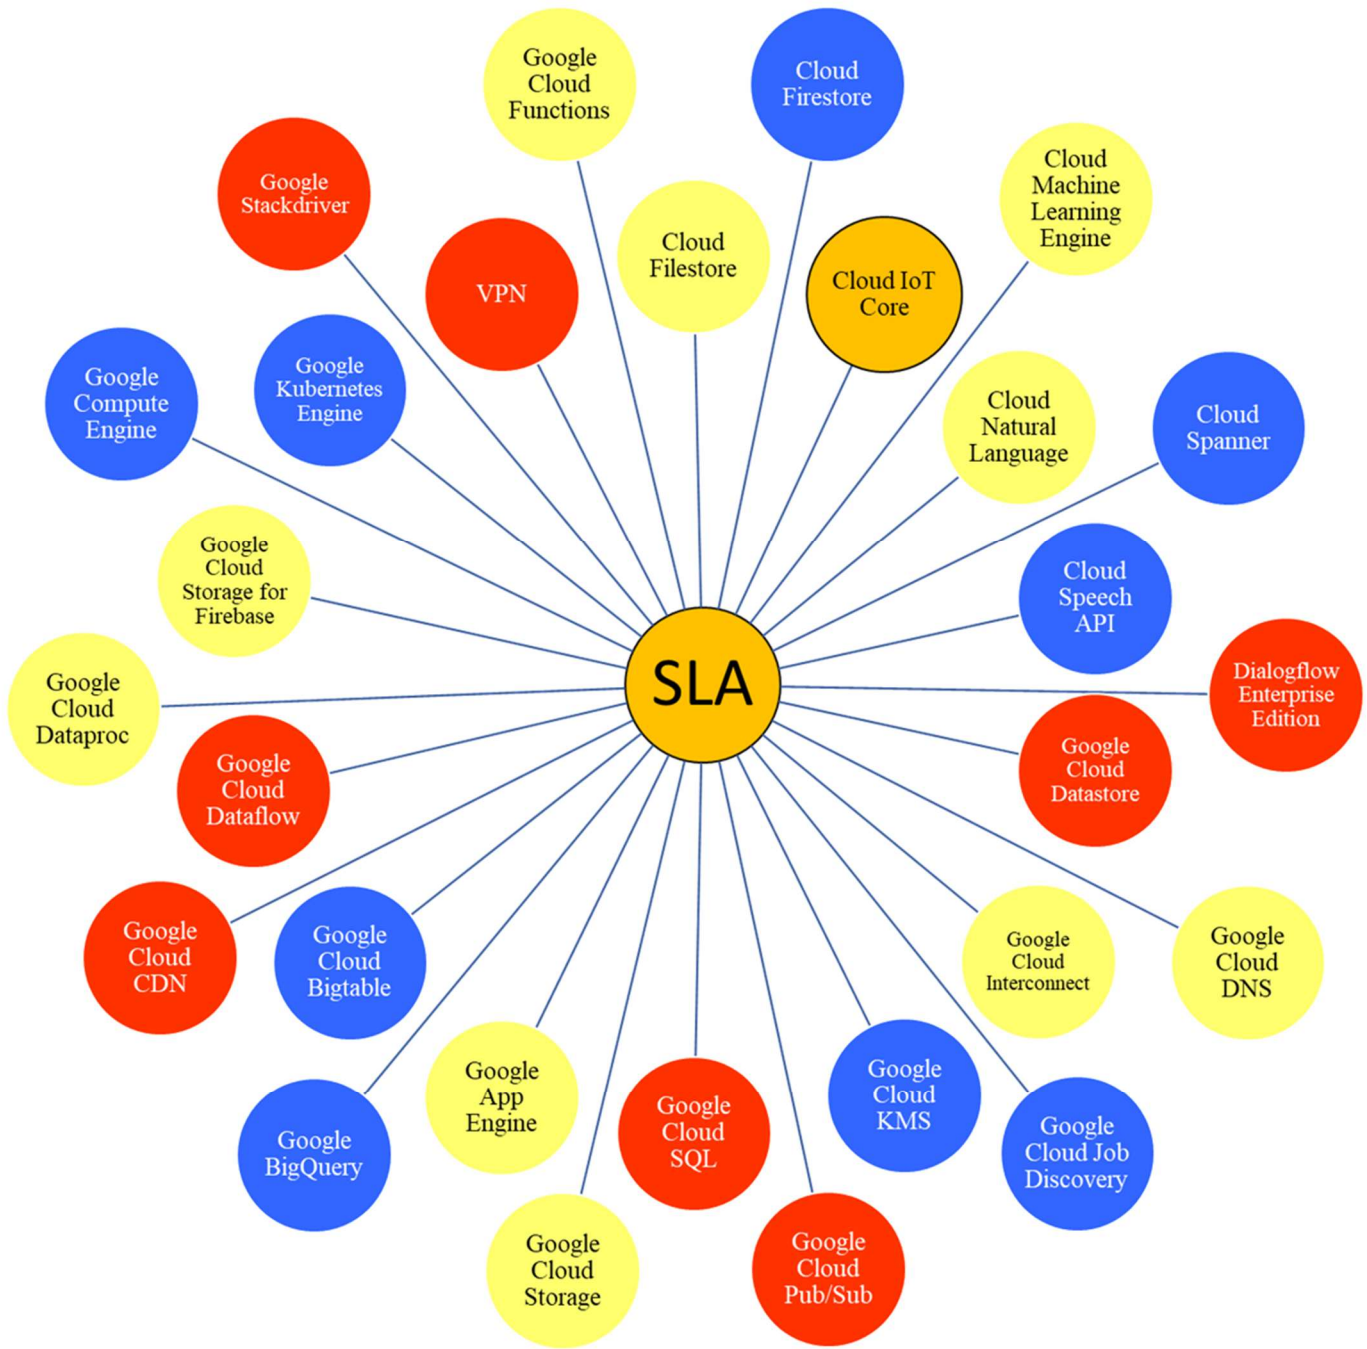 Google
Cloud
Functions
Cloud
Firestore
Cloud
Machine
Learning
Engine
Google
Stackdriver
VPN
Cloud
Filestore
Cloud IoT
Core
Google
Compute
Engine
Google
Kubernetes
Engine
Cloud
Natural
Language
Cloud
Spanner
Google
Cloud
Storage for
Firebase
Cloud
Speech
API
Google
Cloud
Dataproc
SLA
Dialogflow
Enterprise
Edition
Google
Cloud
Dataflow
Google
Cloud
Datastore
Google
Cloud
CDN
Google
Cloud
Bigtable
Google
Cloud
Interconnect
Google
Cloud
DNS
Google
BigQuery
Google
App
Engine
Google
Cloud
SQL
Google
Cloud
KMS
Google
Cloud Job
Discovery
Google
Cloud
Storage
Google
Cloud
Pub/Sub